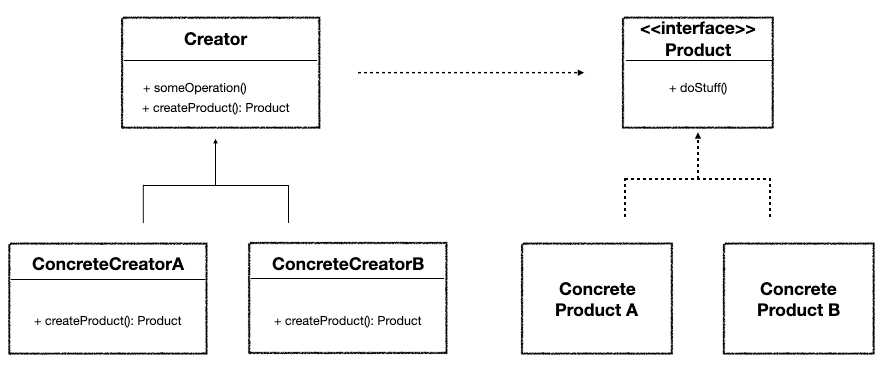 Creator
+ someOperation()
+ createProduct(): Product
<<interface>>
Product
+ doStuff()
ConcreteCreatorA
+ createProduct(): Product
ConcreteCreatorB
+ createProduct(): Product
Concrete
Product A
Concrete
Product B